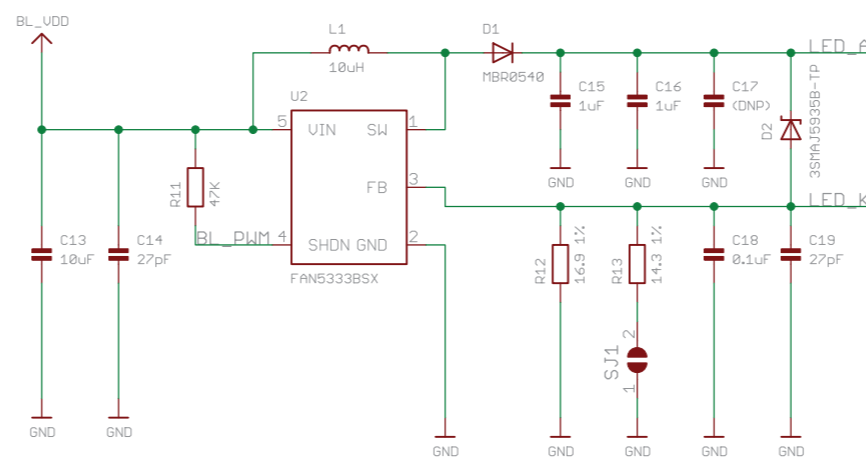 BL_VDD
L1
10uH
D1
MBR0540
LED_A
U2
5
VIN
SW
1
FB
3
4
SHDN
GND
2
FAN5333BSX
R11
47K
BL_PWM
C13
10uF
C14
27pF
C15
1uF
C16
1uF
C17
(DNP)
D2
3SMAJ5935B-TP
GND
GND
GND
LED_K
R12
16.9 1%
R13
14.3 1%
C18
0.1uF
C19
27pF
SJ1
2
1
GND
GND
GND
GND
GND
GND
GND